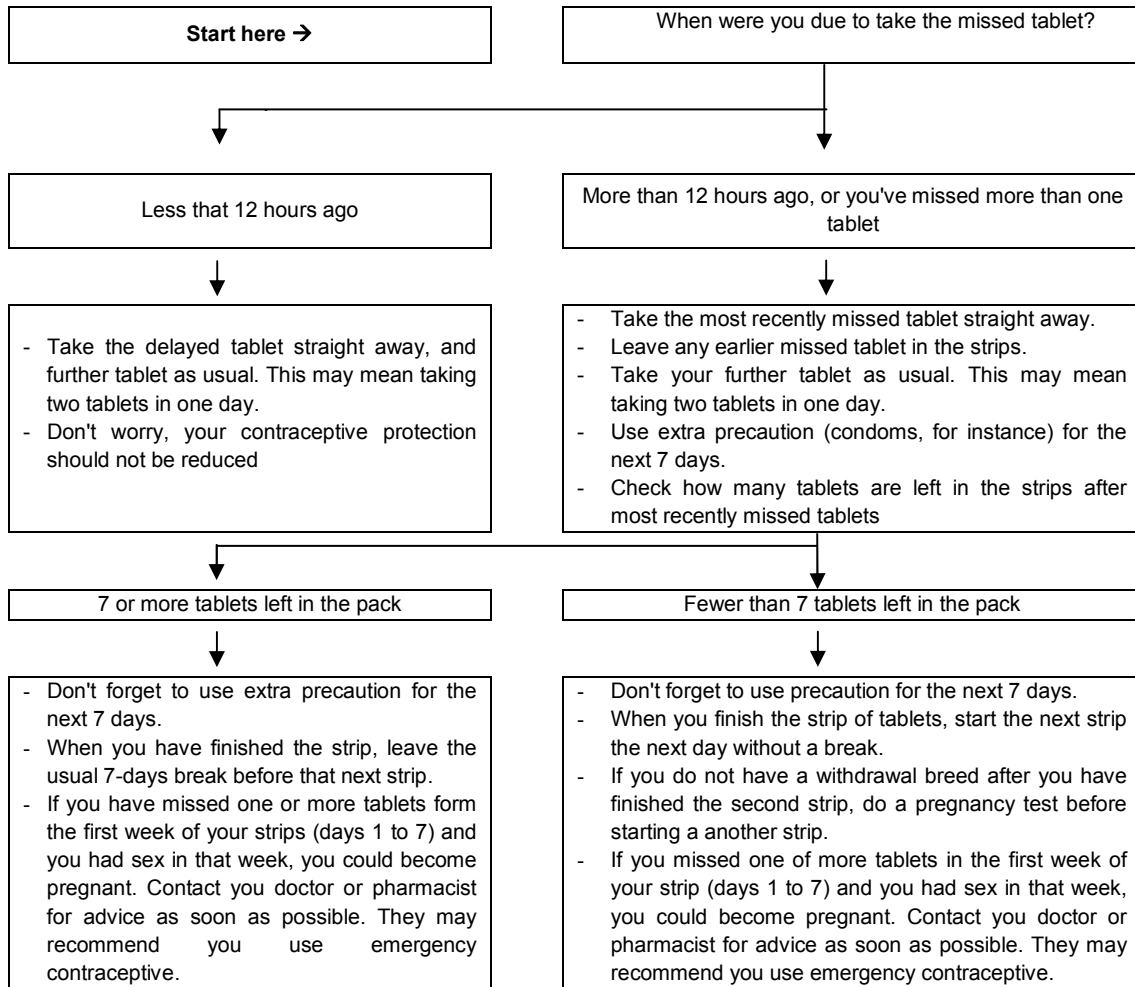 Start here →
When were you due to take the missed tablet?
Less that 12 hours ago
More than 12 hours ago, or you've missed more than one
tablet
- Take the delayed tablet straight away, and
further tablet as usual. This may mean taking
two tablets in one day.
- Don't worry, your contraceptive protection
should not be reduced
- Take the most recently missed tablet straight away.
- Leave any earlier missed tablet in the strips.
- Take your further tablet as usual. This may mean
taking two tablets in one day.
- Use extra precaution (condoms, for instance) for the
next 7 days.
- Check how many tablets are left in the strips after
most recently missed tablets
7 or more tablets left in the pack
Fewer than 7 tablets left in the pack
- Don't forget to use extra precaution for the
next 7 days.
- When you have finished the strip, leave the
usual 7-days break before that next strip.
- If you have missed one or more tablets form
the first week of your strips (days 1 to 7) and
you had sex in that week, you could become
pregnant. Contact you doctor or pharmacist
for advice as soon as possible. They may
recommend you use emergency
contraceptive.
- Don't forget to use precaution for the next 7 days.
- When you finish the strip of tablets, start the next strip
the next day without a break.
- If you do not have a withdrawal breed after you have
finished the second strip, do a pregnancy test before
starting a another strip.
- If you missed one of more tablets in the first week of
your strip (days 1 to 7) and you had sex in that week,
you could become pregnant. Contact you doctor or
pharmacist for advice as soon as possible. They may
recommend you use emergency contraceptive.